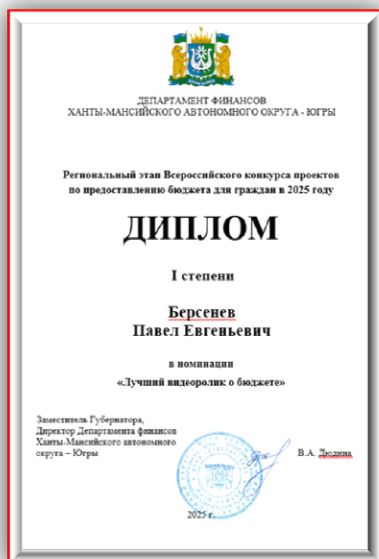 ДЕПАРТАМЕНТ ФИНАНСОВ
ХАНТЫ-МАНСИЙСКОГО АВТОНОМНОГО ОКРУГА - ЮГРЫ
Региональный этап Всероссийского конкурса проектов
по предоставлению бюджета для граждан в 2025 году
ДИПЛОМ
I степени
Берсенев
Павел Евгеньевич
в номинации
«Лучший видеоролик о бюджете»
Заместитель Губернатора,
Директор Департамента финансов
Ханты-Мансийского автономного
округа – Югры
В.А. Дюдина
2025 г.